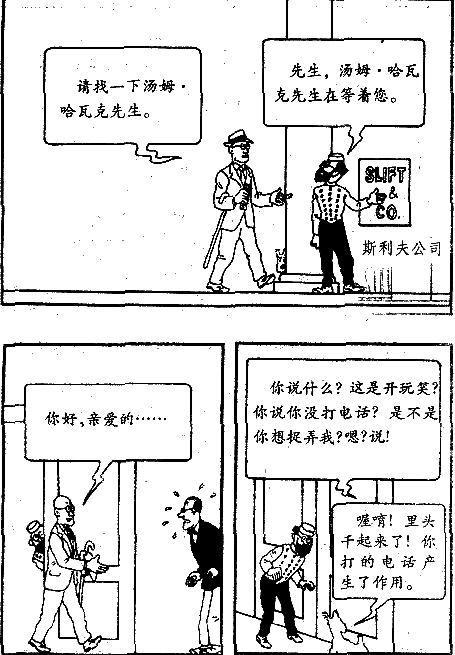 请找一下汤姆·
哈瓦克先生。
先生，汤姆·哈瓦
克先生在等着您。
SLIFT
&
CO.
斯利夫公司
你好,亲爱的……
你说什么？这是开玩笑？
你说你没打电话？是不是
你想捉弄我?嗯?说!
喔唷！里头
干起来了！你
打的电话产
生了作用。